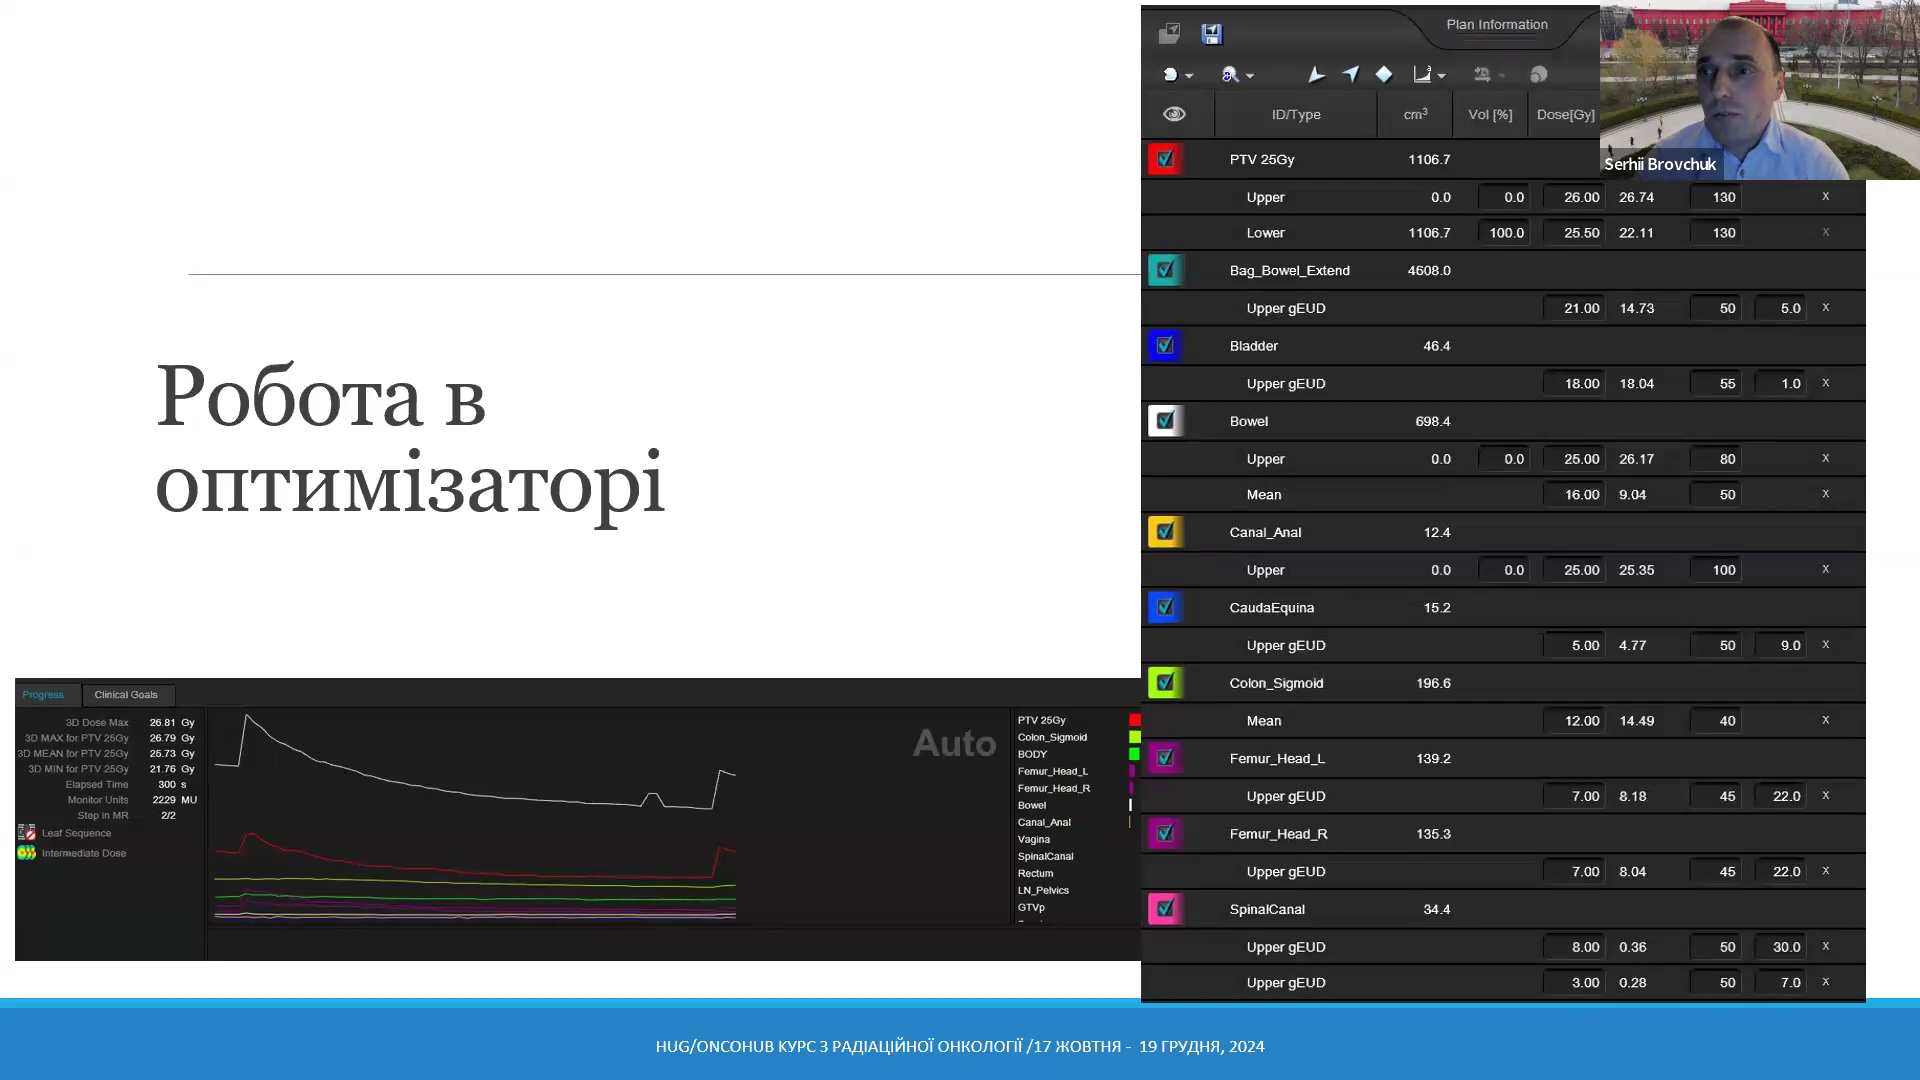 Робота в
оптимізаторі
Plan Information
ID/Type cm³ Vol [%] Dose[Gy]
Serhii Brovchuk
PTV 25Gy 1106.7
Upper 0.0 0.0 26.00 26.74 130 X
Lower 1106.7 100.0 25.50 22.11 130 X
Bag_Bowel_Extend 4608.0
Upper gEUD 21.00 14.73 50 5.0 X
Bladder 46.4
Upper gEUD 18.00 18.04 55 1.0 X
Bowel 698.4
Upper 0.0 0.0 25.00 26.17 80 X
Mean 16.00 9.04 50 X
Canal_Anal 12.4
Upper 0.0 0.0 25.00 25.35 100 X
CaudaEquina 15.2
Upper gEUD 5.00 4.77 50 9.0 X
Colon_Sigmoid 196.6
Mean 12.00 14.49 40 X
Femur_Head_L 139.2
Upper gEUD 7.00 8.18 45 22.0 X
Femur_Head_R 135.3
Upper gEUD 7.00 8.04 45 22.0 X
SpinalCanal 34.4
Upper gEUD 8.00 0.36 50 30.0 X
Upper gEUD 3.00 0.28 50 7.0 X
Progress Clinical Goals
3D Dose Max 26.81 Gy
3D MAX for PTV 25Gy 26.79 Gy
3D MEAN for PTV 25Gy 25.73 Gy
3D MIN for PTV 25Gy 21.76 Gy
Elapsed Time 300 s
Monitor Units 2229 MU
Step in MR 2/2
Leaf Sequence
Intermediate Dose
Auto
PTV 25Gy
Colon_Sigmoid
BODY
Femur_Head_L
Femur_Head_R
Bowel
Canal_Anal
Vagina
SpinalCanal
Rectum
LN_Pelvics
GTVp
HUG/ONCOHUB КУРС З РАДІАЦІЙНОЇ ОНКОЛОГІЇ /17 ЖОВТНЯ - 19 ГРУДНЯ, 2024